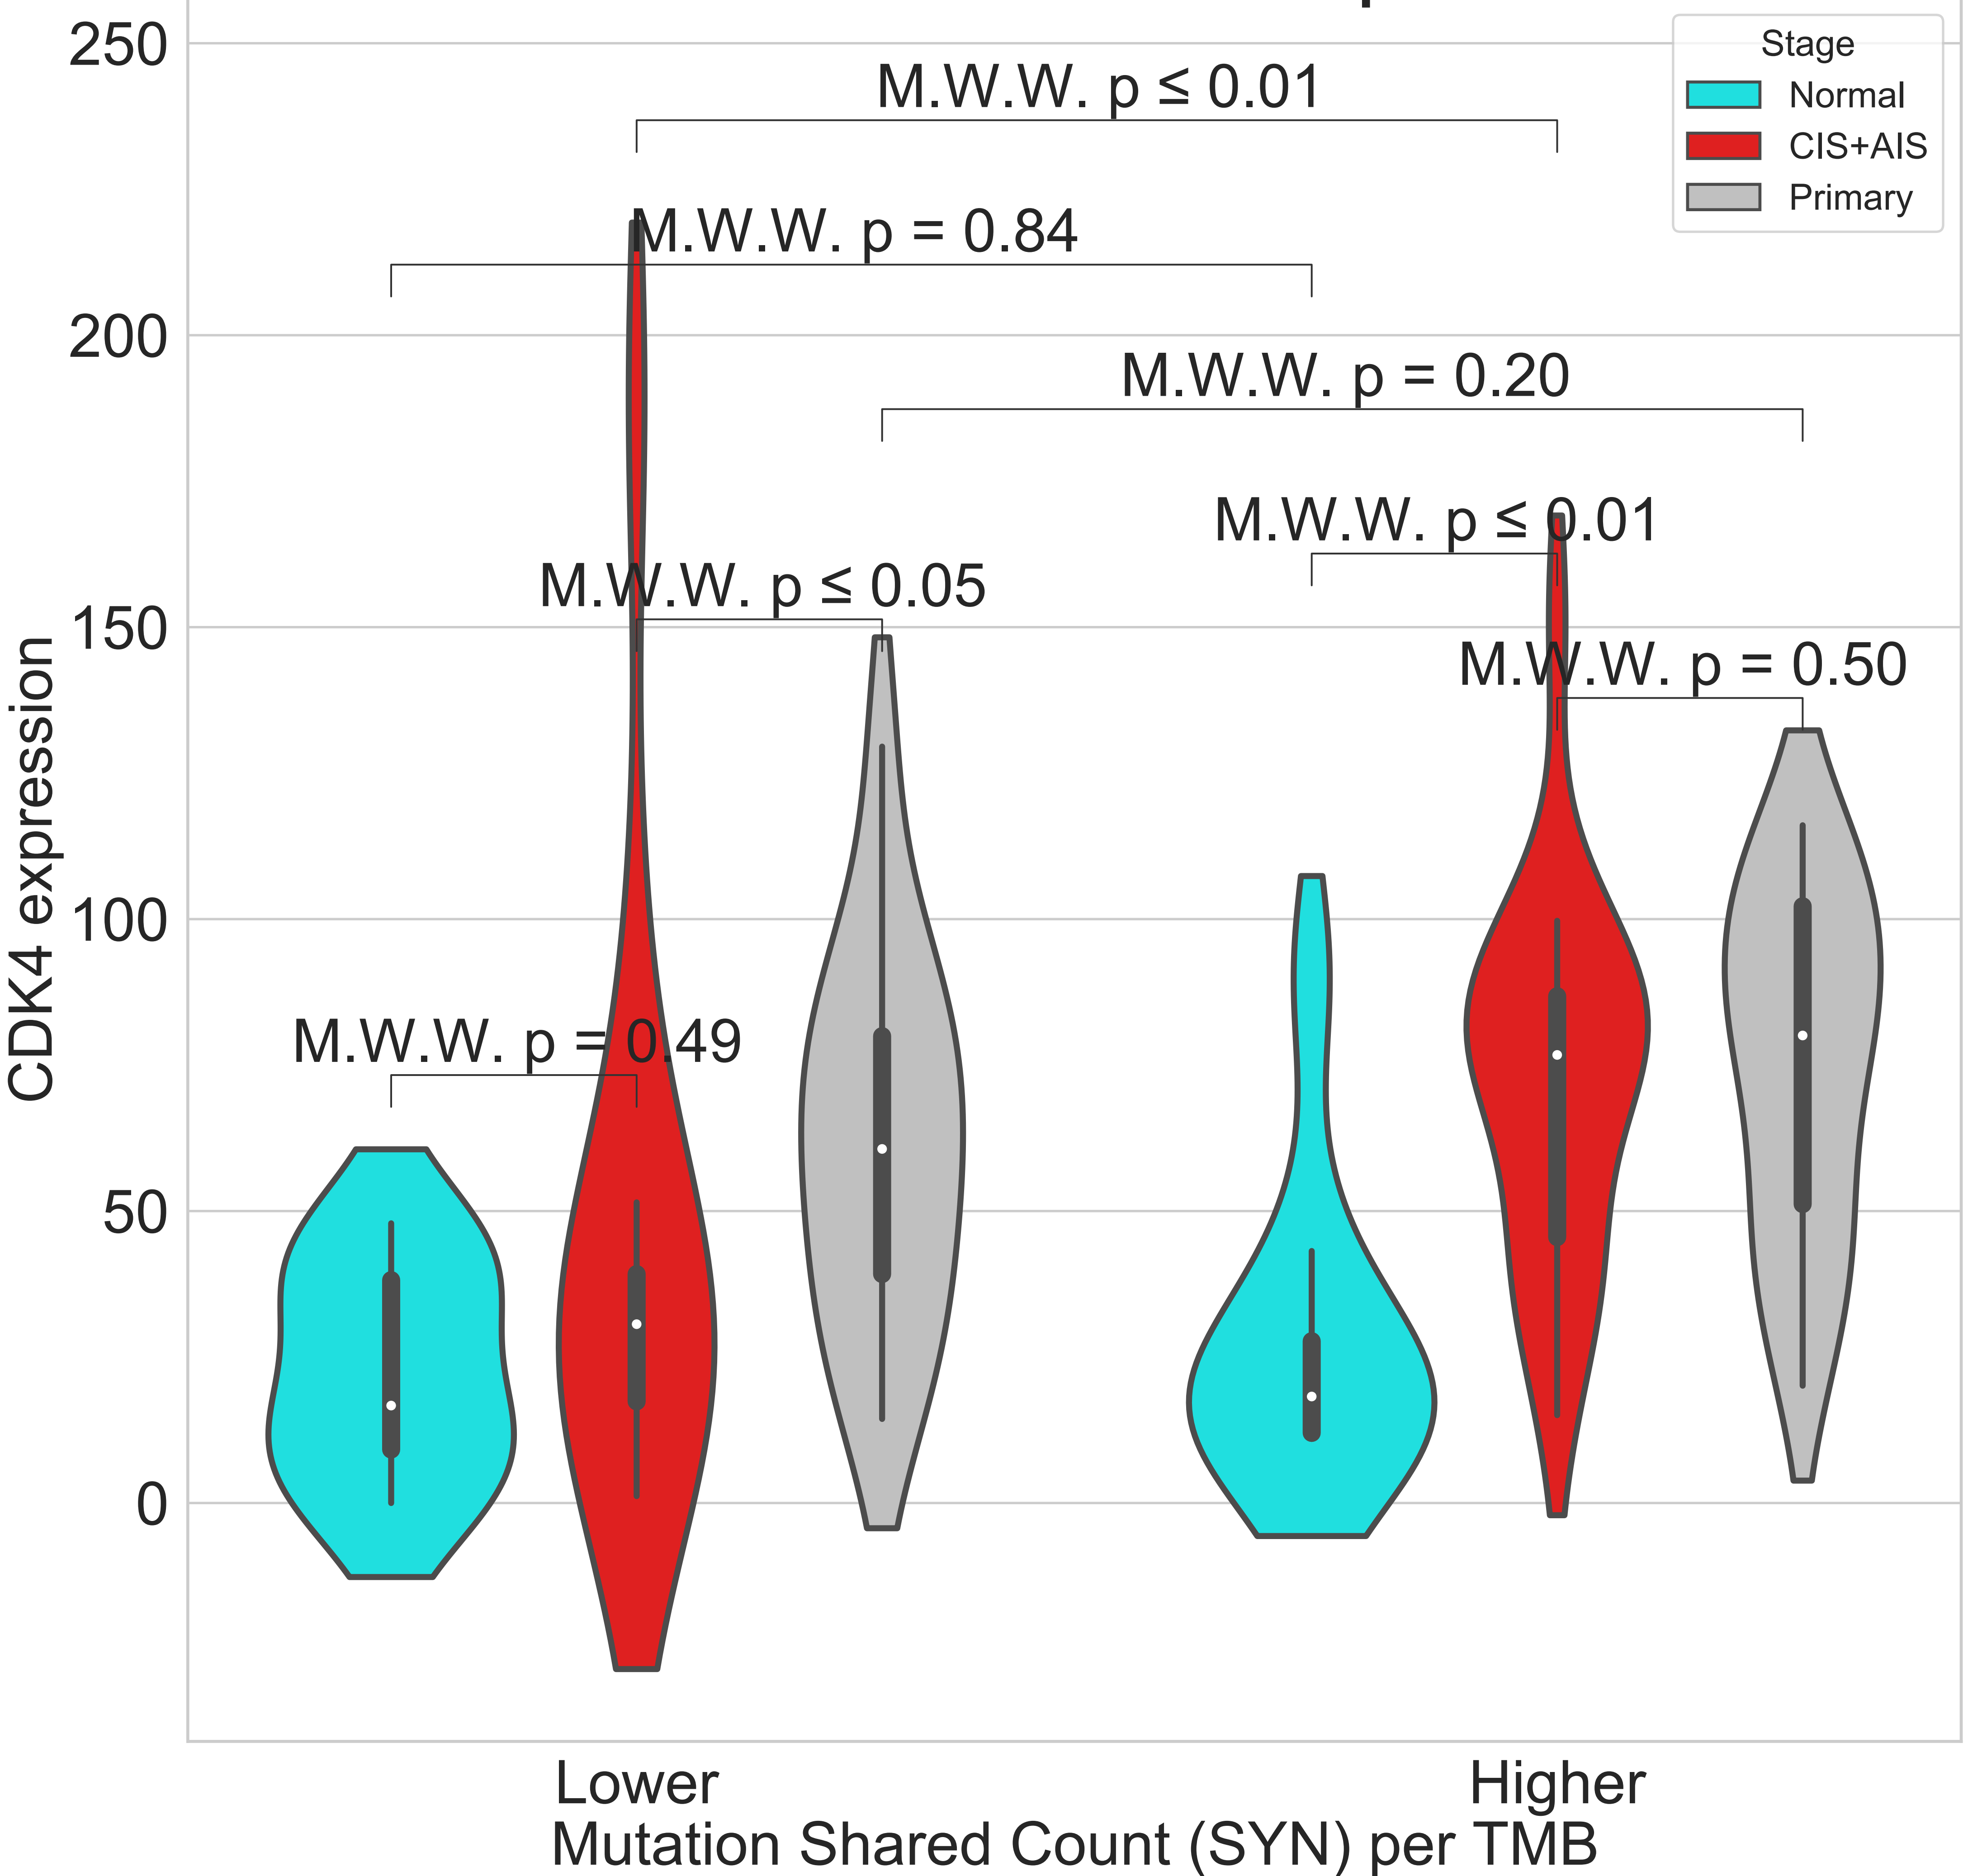 250
200
150
100
50
0
CDK4 expression
Stage
Normal
CIS+AIS
Primary
M.W.W. p ≤ 0.01
M.W.W. p = 0.84
M.W.W. p = 0.20
M.W.W. p ≤ 0.01
M.W.W. p ≤ 0.05
M.W.W. p = 0.50
M.W.W. p = 0.49
Lower
Higher
Mutation Shared Count (SYN) per TMB